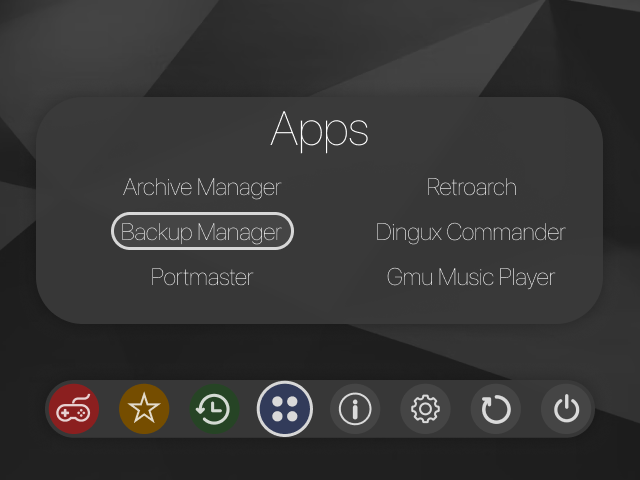 Apps
Archive Manager
Retroarch
Backup Manager
Dingux Commander
Portmaster
Gmu Music Player